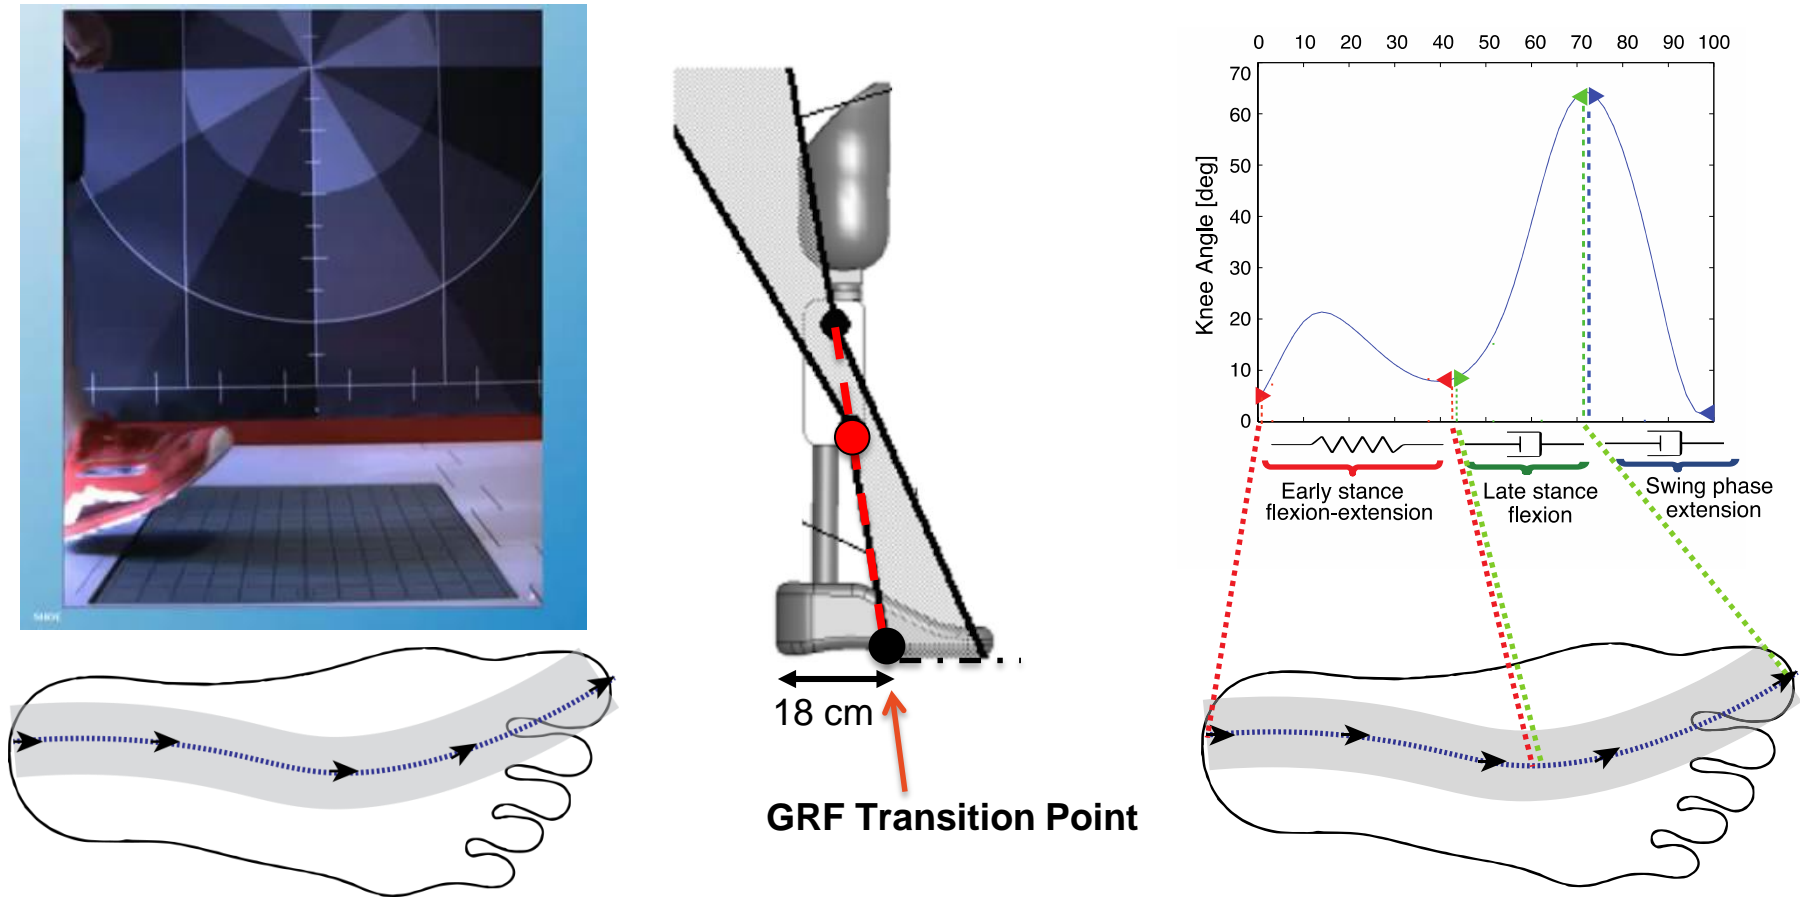 0 10 20 30 40 50 60 70 80 90 100
70
60
50
40
30
20
10
0
Knee Angle [deg]
Early stance
flexion-extension
Late stance
flexion
Swing phase
extension
18 cm
GRF Transition Point